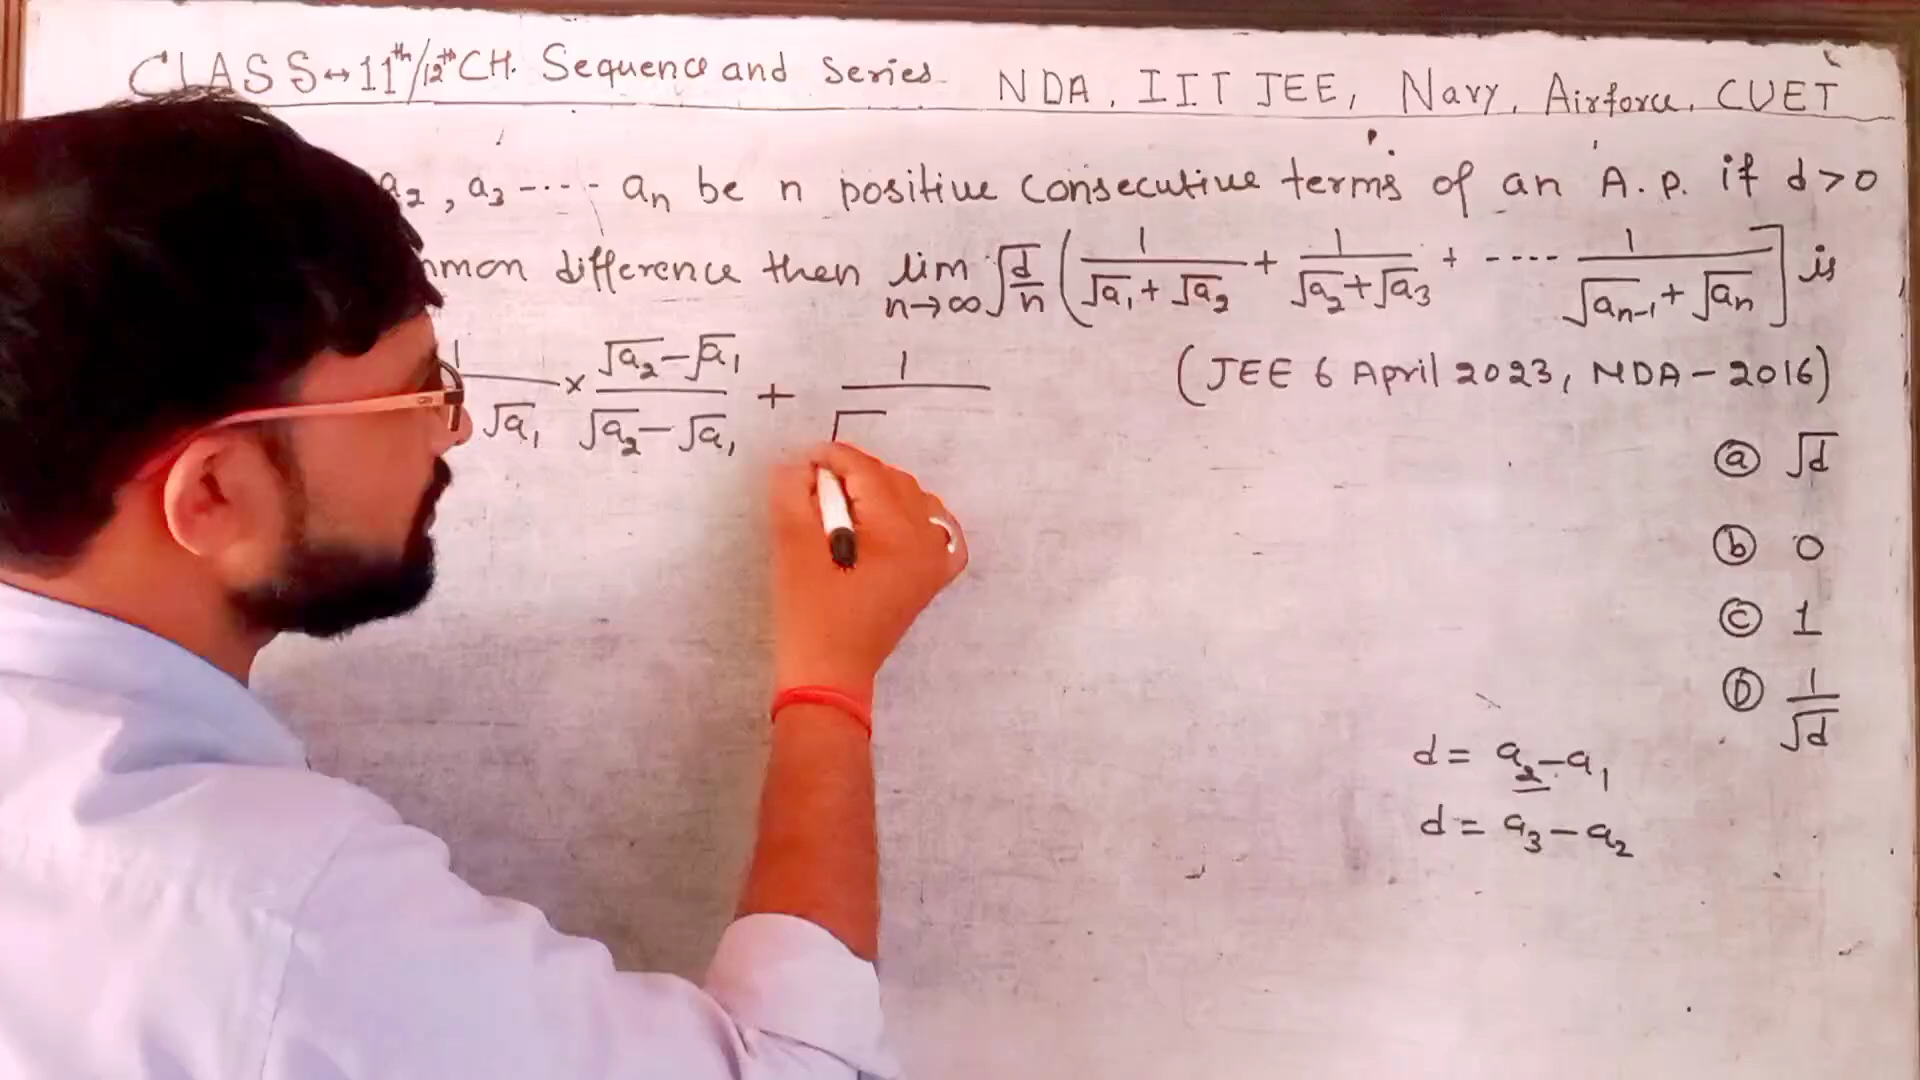 CLASS→11th/12th CH. Sequence and Series NDA, IIT JEE, Navy, Airforce, CUET
a₂, a₃ ---- aₙ be n positive consecutive terms of an A.P. if d>0
difference then lim n→∞ √(d/n) ( 1/(√a₁+√a₂) + 1/(√a₂+√a₃) + ---- 1/(√aₙ₋₁+√aₙ) ] is
1/√a₁ × (√a₂-√a₁)/(√a₂-√a₁) + 1/√
(JEE 6 April 2023, NDA-2016)
ⓐ √d
ⓑ 0
ⓒ 1
Ⓓ 1/√d
d = a₂-a₁
d = a₃-a₂